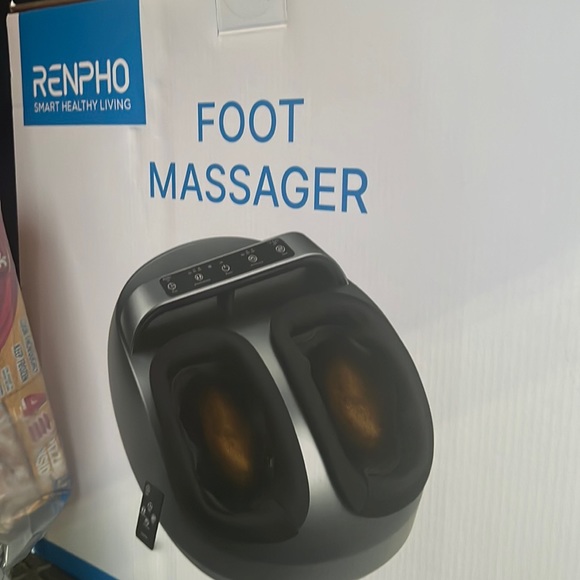 RENPHO
SMART HEALTHY LIVING
FOOT
MASSAGER